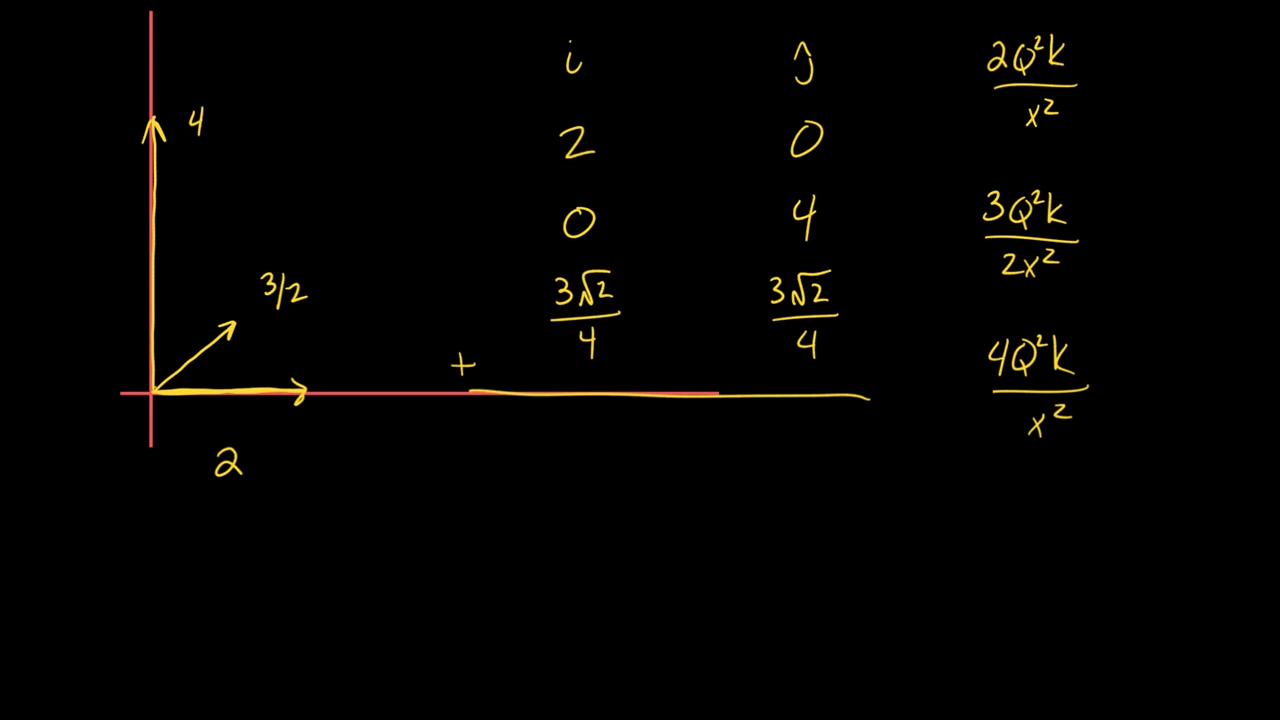 4
3/2
2
i ĵ
2 0
0 4
3√2/4 3√2/4
+
2Q²k/x²
3Q²k/2x²
4Q²k/x²